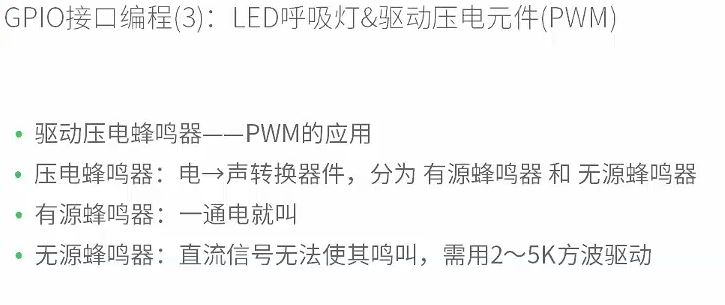 GPIO接口编程(3)：LED呼吸灯&驱动压电元件(PWM)
• 驱动压电蜂鸣器——PWM的应用
• 压电蜂鸣器：电→声转换器件，分为 有源蜂鸣器 和 无源蜂鸣器
• 有源蜂鸣器：一通电就叫
• 无源蜂鸣器：直流信号无法使其鸣叫，需用2～5K方波驱动